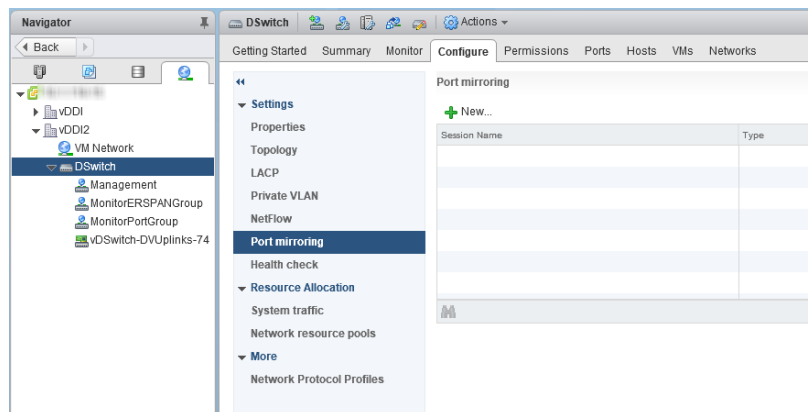 Navigator
Back
vDDI
vDDI2
VM Network
DSwitch
Management
MonitorERSPANGroup
MonitorPortGroup
vDSwitch-DVUplinks-74
DSwitch Actions
Getting Started Summary Monitor Configure Permissions Ports Hosts VMs Networks
Settings
Properties
Topology
LACP
Private VLAN
NetFlow
Port mirroring
Health check
Resource Allocation
System traffic
Network resource pools
More
Network Protocol Profiles
Port mirroring
New...
Session Name Type